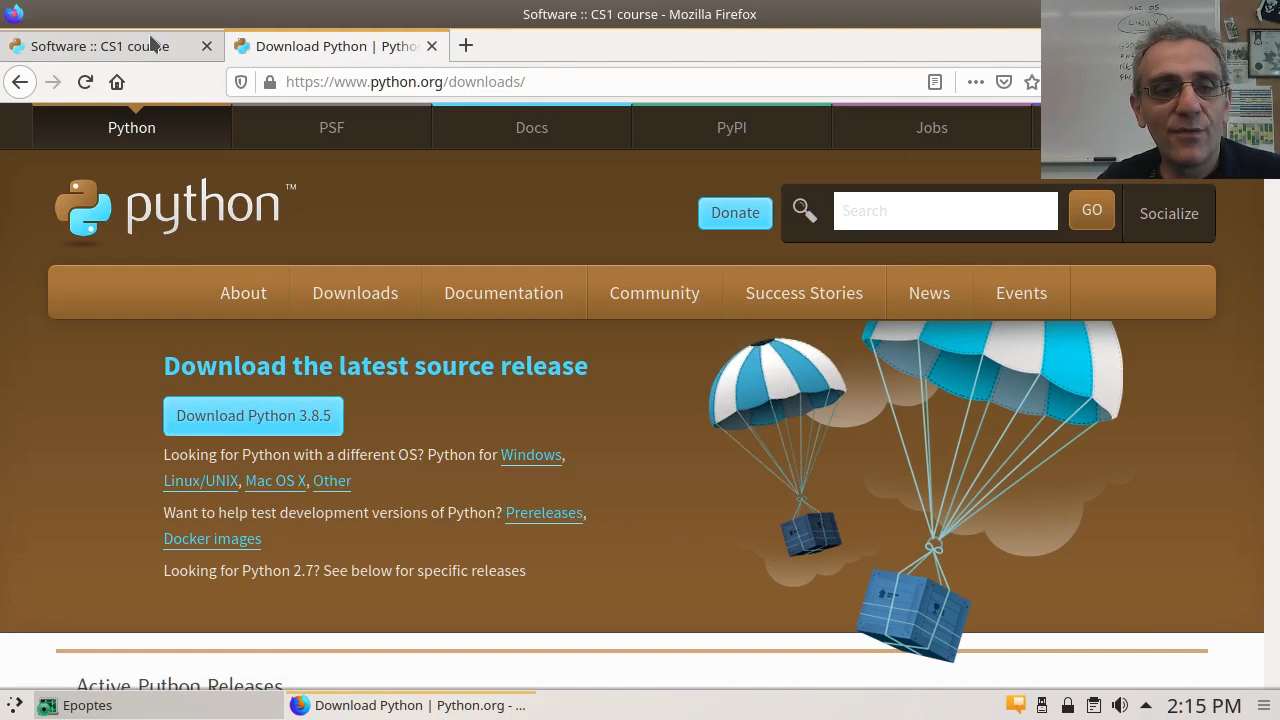 Software :: CS1 course - Mozilla Firefox
Software :: CS1 course
Download Python | Pytho
https://www.python.org/downloads/
Python
PSF
Docs
PyPI
Jobs
python™
Donate
Search
GO
Socialize
About
Downloads
Documentation
Community
Success Stories
News
Events
Download the latest source release
Download Python 3.8.5
Looking for Python with a different OS? Python for Windows,
Linux/UNIX, Mac OS X, Other
Want to help test development versions of Python? Prereleases,
Docker images
Looking for Python 2.7? See below for specific releases
Active Python Releases
Epoptes
Download Python | Python.org - ...
2:15 PM